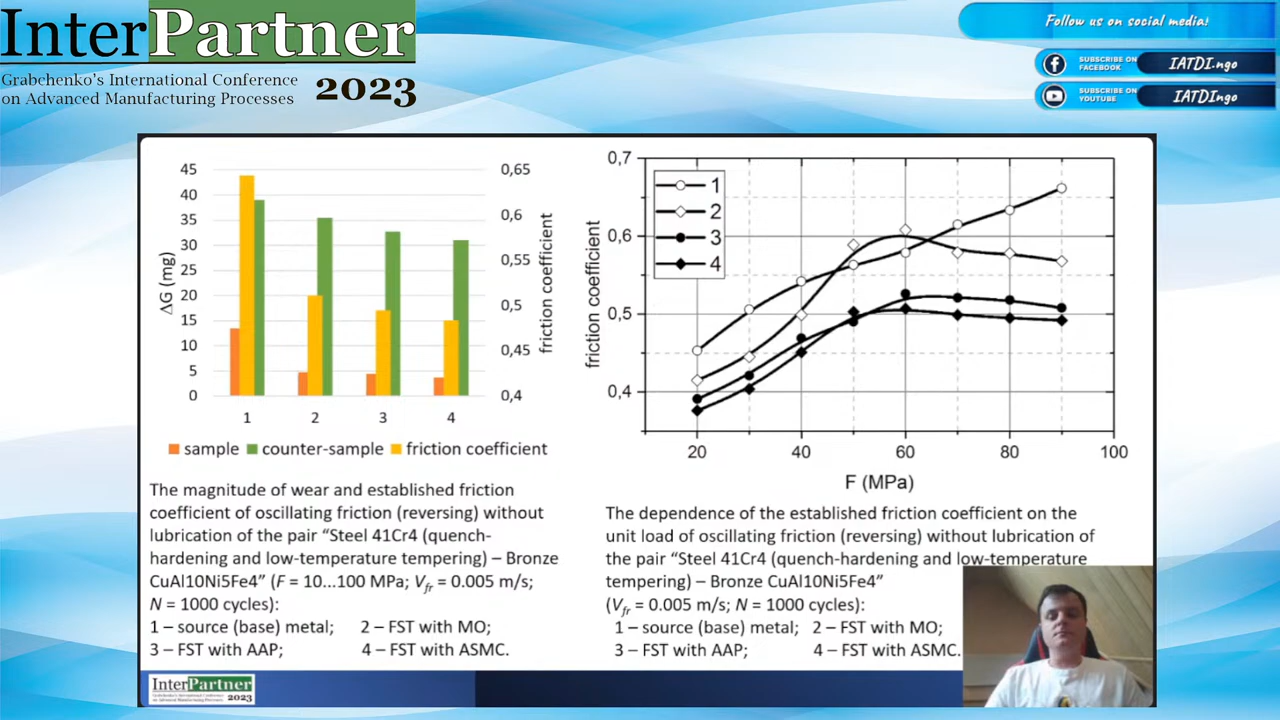 InterPartner
Grabchenko's International Conference
on Advanced Manufacturing Processes
2023
Follow us on social media!
SUBSCRIBE ON
FACEBOOK
IATDI.ngo
SUBSCRIBE ON
YOUTUBE
IATDIngo
45
40
35
30
25
20
15
10
5
0
ΔG (mg)
0,65
0,6
0,55
0,5
0,45
0,4
friction coefficient
1 2 3 4
sample counter-sample friction coefficient
The magnitude of wear and established friction
coefficient of oscillating friction (reversing) without
lubrication of the pair “Steel 41Cr4 (quench-
hardening and low-temperature tempering) – Bronze
CuAl10Ni5Fe4” (F = 10...100 MPa; Vfr = 0.005 m/s;
N = 1000 cycles):
1 – source (base) metal; 2 – FST with MO;
3 – FST with AAP; 4 – FST with ASMC.
0,7
0,6
0,5
0,4
friction coefficient
1
2
3
4
20 40 60 80 100
F (MPa)
The dependence of the established friction coefficient on the
unit load of oscillating friction (reversing) without lubrication of
the pair “Steel 41Cr4 (quench-hardening and low-temperature
tempering) – Bronze CuAl10Ni5Fe4”
(Vfr = 0.005 m/s; N = 1000 cycles):
1 – source (base) metal; 2 – FST with MO;
3 – FST with AAP; 4 – FST with ASMC.
InterPartner
Grabchenko's International Conference
on Advanced Manufacturing Processes
2023